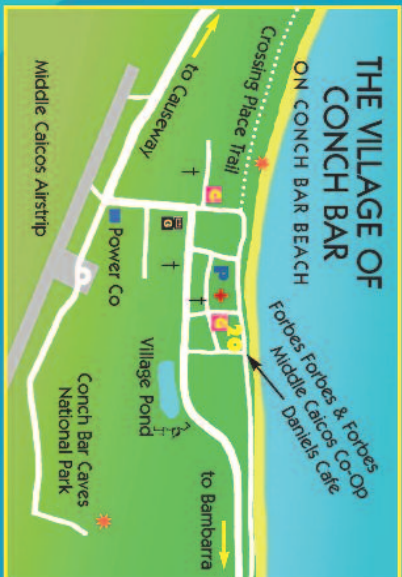 THE VILLAGE OF
CONCH BAR
ON CONCH BAR BEACH
Crossing Place Trail
to Causeway
Middle Caicos Airstrip
Power Co
G
P
Village Pond
Conch Bar Caves
National Park
to Bambarra
Forbes Forbes & Forbes
Middle Caicos Co-Op
Daniels Cafe